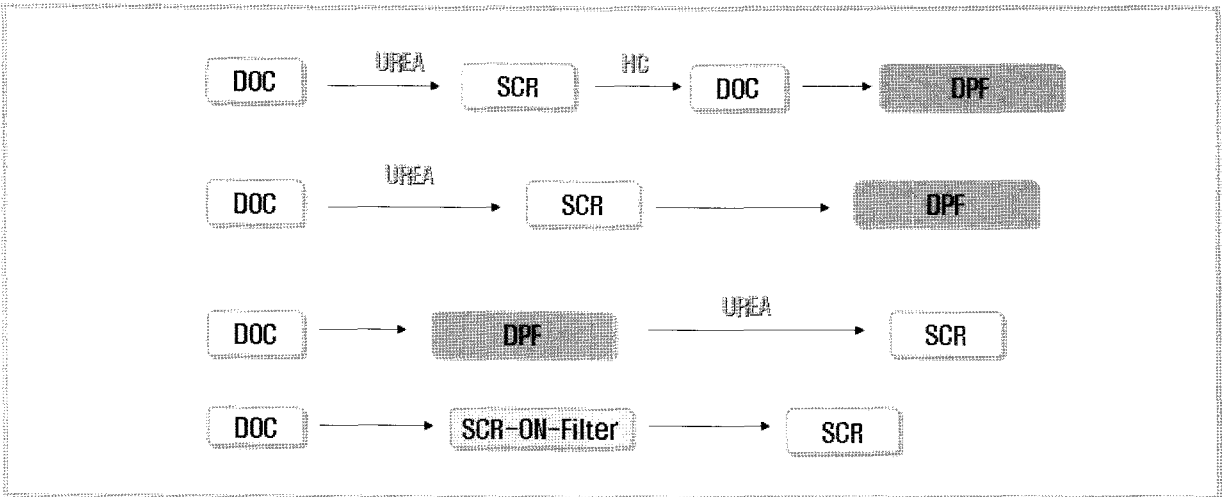 UREA HC
DOC SCR DOC DPF
UREA
DOC SCR DPF
UREA
DOC DPF SCR
DOC SCR-ON-Filter SCR